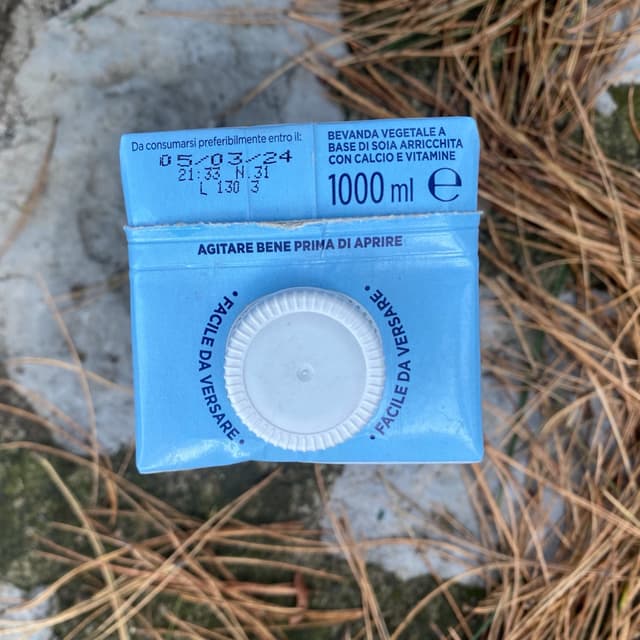 Da consumarsi preferibilmente entro il:
05/03/24
21:33 N.31
L 130 3
BEVANDA VEGETALE A
BASE DI SOIA ARRICCHITA
CON CALCIO E VITAMINE
1000 ml ℮
AGITARE BENE PRIMA DI APRIRE
• FACILE DA VERSARE •
• FACILE DA VERSARE •